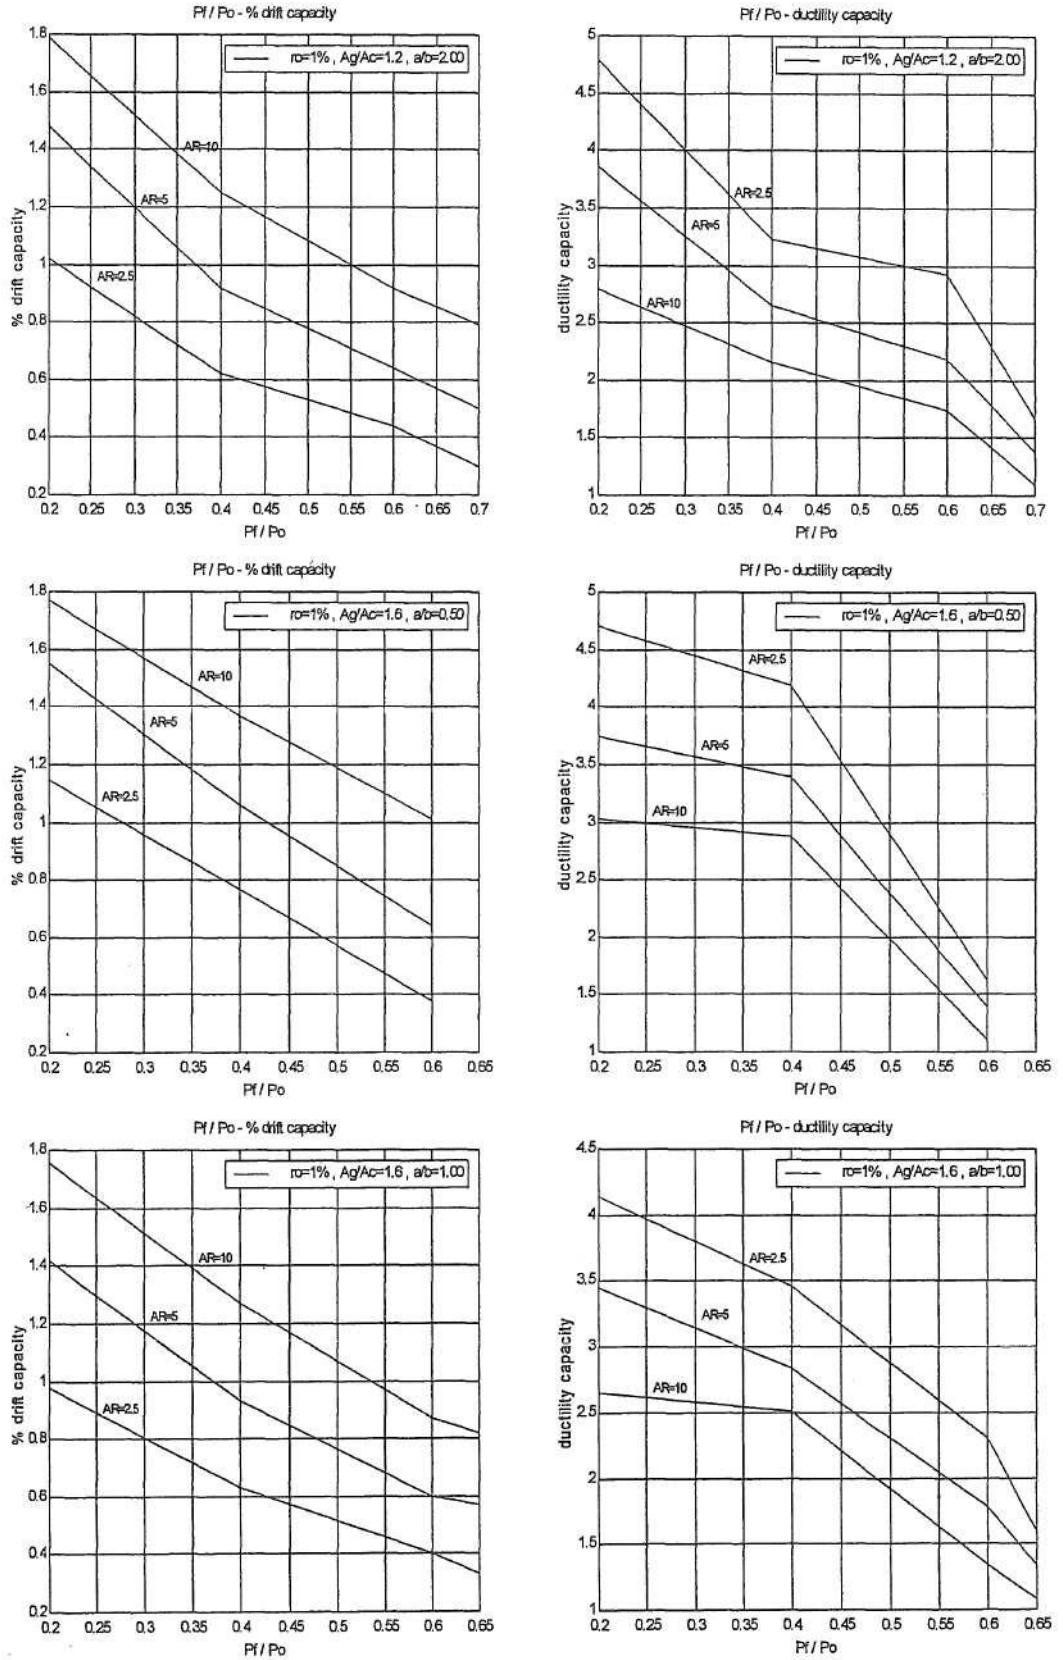 Pf / Po - % drift capacity
ro=1% , Ag/Ac=1.2 , a/b=2.00
1.8
1.6
1.4
1.2
1
0.8
0.6
0.4
0.2
% drift capacity
AR=10
AR=5
AR=2.5
0.2 0.25 0.3 0.35 0.4 0.45 0.5 0.55 0.6 0.65 0.7
Pf / Po
Pf / Po - ductility capacity
ro=1% , Ag/Ac=1.2 , a/b=2.00
5
4.5
4
3.5
3
2.5
2
1.5
1
ductility capacity
AR=2.5
AR=5
AR=10
0.2 0.25 0.3 0.35 0.4 0.45 0.5 0.55 0.6 0.65 0.7
Pf / Po
Pf / Po - % drift capacity
ro=1% , Ag/Ac=1.6 , a/b=0.50
1.8
1.6
1.4
1.2
1
0.8
0.6
0.4
0.2
% drift capacity
AR=10
AR=5
AR=2.5
0.2 0.25 0.3 0.35 0.4 0.45 0.5 0.55 0.6 0.65
Pf / Po
Pf / Po - ductility capacity
ro=1% , Ag/Ac=1.6 , a/b=0.50
5
4.5
4
3.5
3
2.5
2
1.5
1
ductility capacity
AR=2.5
AR=5
AR=10
0.2 0.25 0.3 0.35 0.4 0.45 0.5 0.55 0.6 0.65
Pf / Po
Pf / Po - % drift capacity
ro=1% , Ag/Ac=1.6 , a/b=1.00
1.8
1.6
1.4
1.2
1
0.8
0.6
0.4
0.2
% drift capacity
AR=10
AR=5
AR=2.5
0.2 0.25 0.3 0.35 0.4 0.45 0.5 0.55 0.6 0.65
Pf / Po
Pf / Po - ductility capacity
ro=1% , Ag/Ac=1.6 , a/b=1.00
4.5
4
3.5
3
2.5
2
1.5
1
ductility capacity
AR=2.5
AR=5
AR=10
0.2 0.25 0.3 0.35 0.4 0.45 0.5 0.55 0.6 0.65
Pf / Po